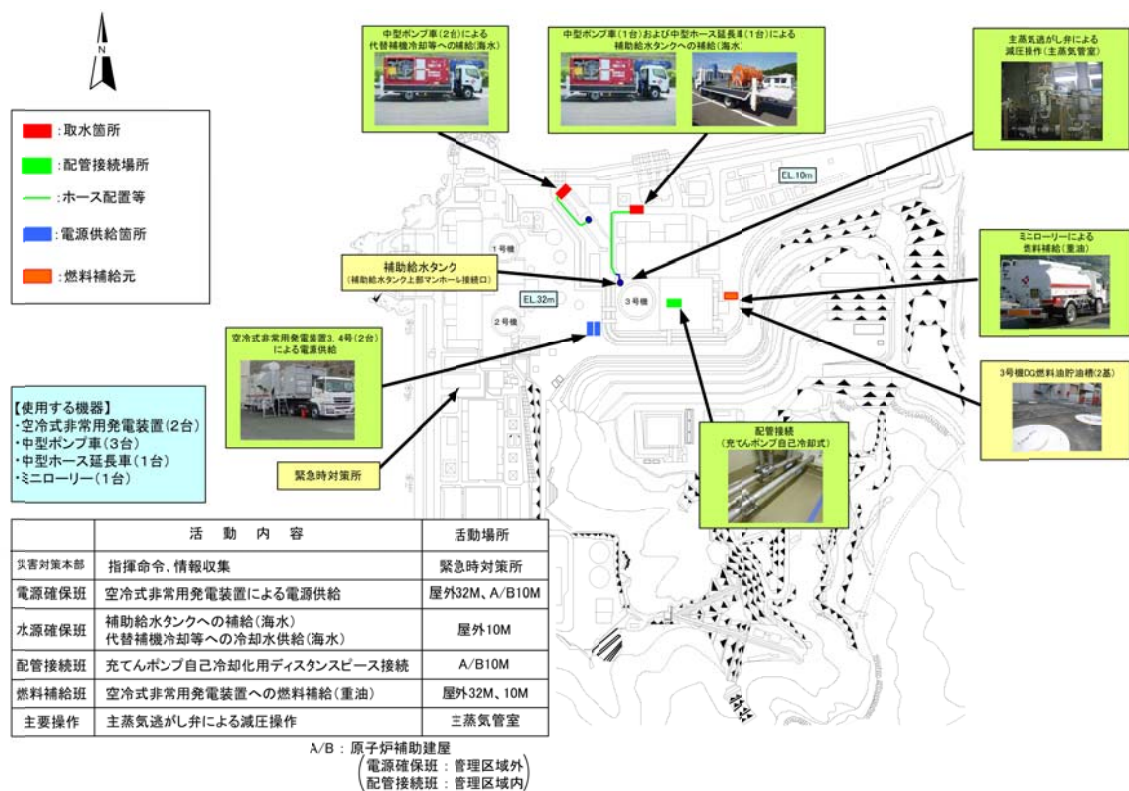 N
■:取水箇所
■:配管接続場所
―:ホース配置等
■:電源供給箇所
■:燃料補給元
中型ポンプ車(2台)による
代替補機冷却等への補給(海水)
中型ポンプ車(1台)および中型ホース延長車(1台)による
補助給水タンクへの補給(海水
主蒸気逃がし弁による
減圧操作(主蒸気管室)
EL.10m
1号機
補助給水タンク
(補助給水タンク上部マンホール接続口)
EL.32m
3号機
2号機
ミニローリーによる
燃料補給(重油)
空冷式非常用発電装置3,4号(2台)
による電源供給
3号機DG燃料油貯油槽(2基)
配管接続
(充てんポンプ自己冷却式)
緊急時対策所
【使用する機器】
・空冷式非常用発電装置(2台)
・中型ポンプ車(3台)
・中型ホース延長車(1台)
・ミニローリー(1台)
活動内容 活動場所
災害対策本部 指揮命令,情報収集 緊急時対策所
電源確保班 空冷式非常用発電装置による電源供給 屋外32M、A/B10M
水源確保班 補助給水タンクへの補給(海水)
代替補機冷却等への冷却水供給(海水) 屋外10M
配管接続班 充てんポンプ自己冷却化用ディスタンスピース接続 A/B10M
燃料補給班 空冷式非常用発電装置への燃料補給(重油) 屋外32M、10M
主要操作 主蒸気逃がし弁による減圧操作 主蒸気管室
A/B : 原子炉補助建屋
(電源確保班 : 管理区域外
配管接続班 : 管理区域内)